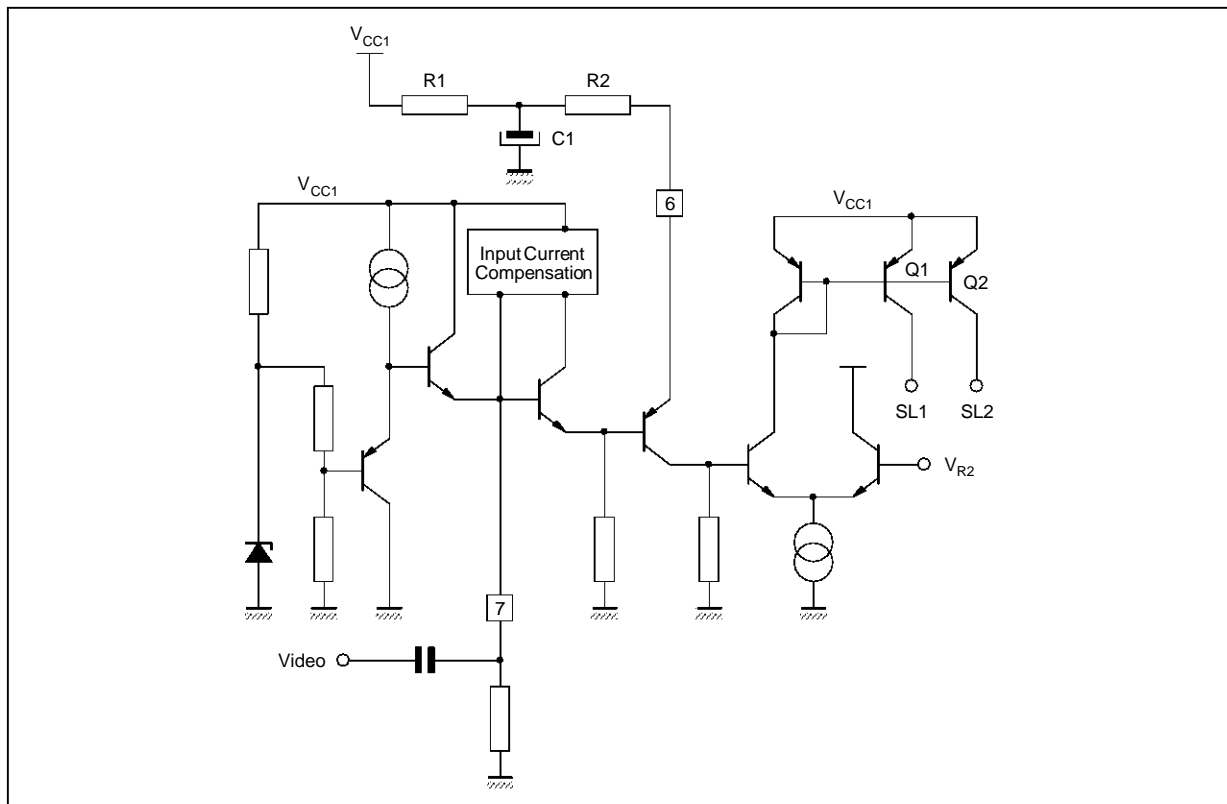 VCC1
R1
R2
C1
VCC1
6
VCC1
Input Current
Compensation
Q1
Q2
SL1
SL2
VR2
7
Video